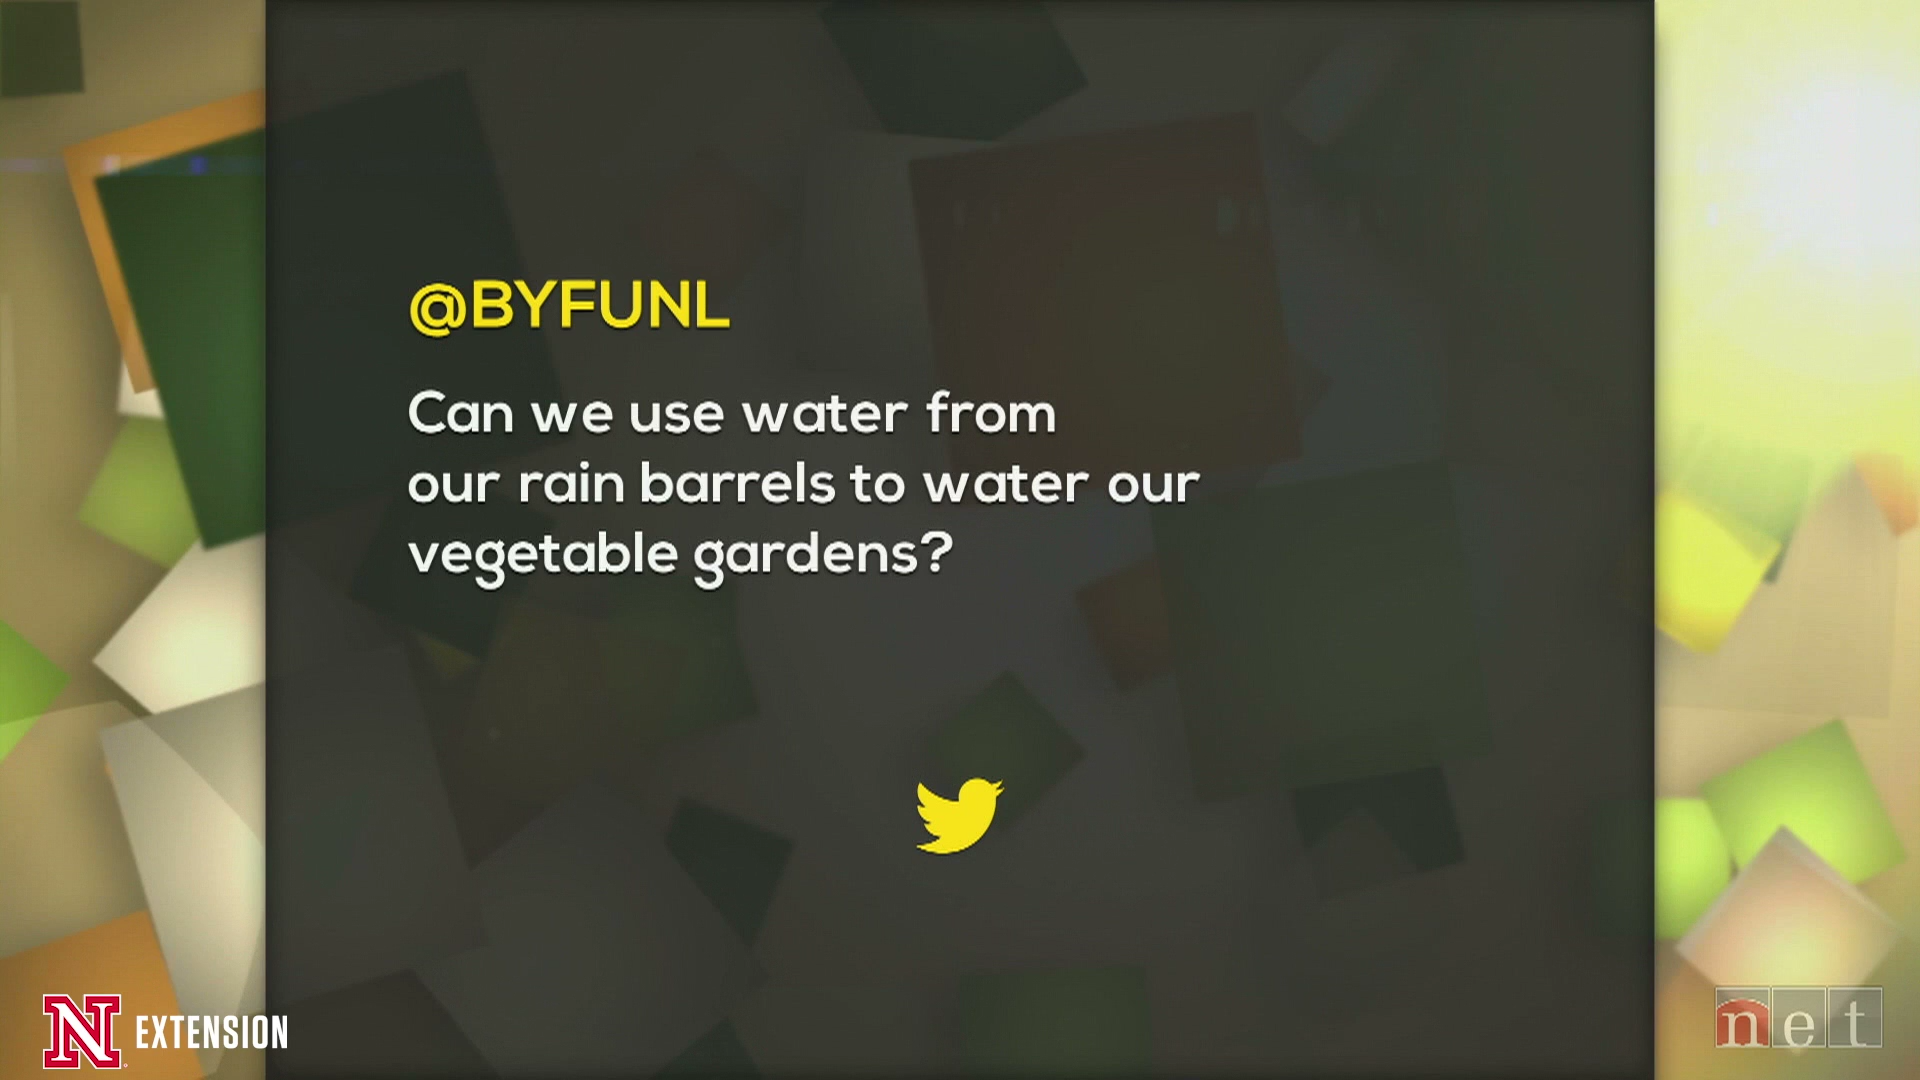 @BYFUNL
Can we use water from
our rain barrels to water our
vegetable gardens?
N EXTENSION
net